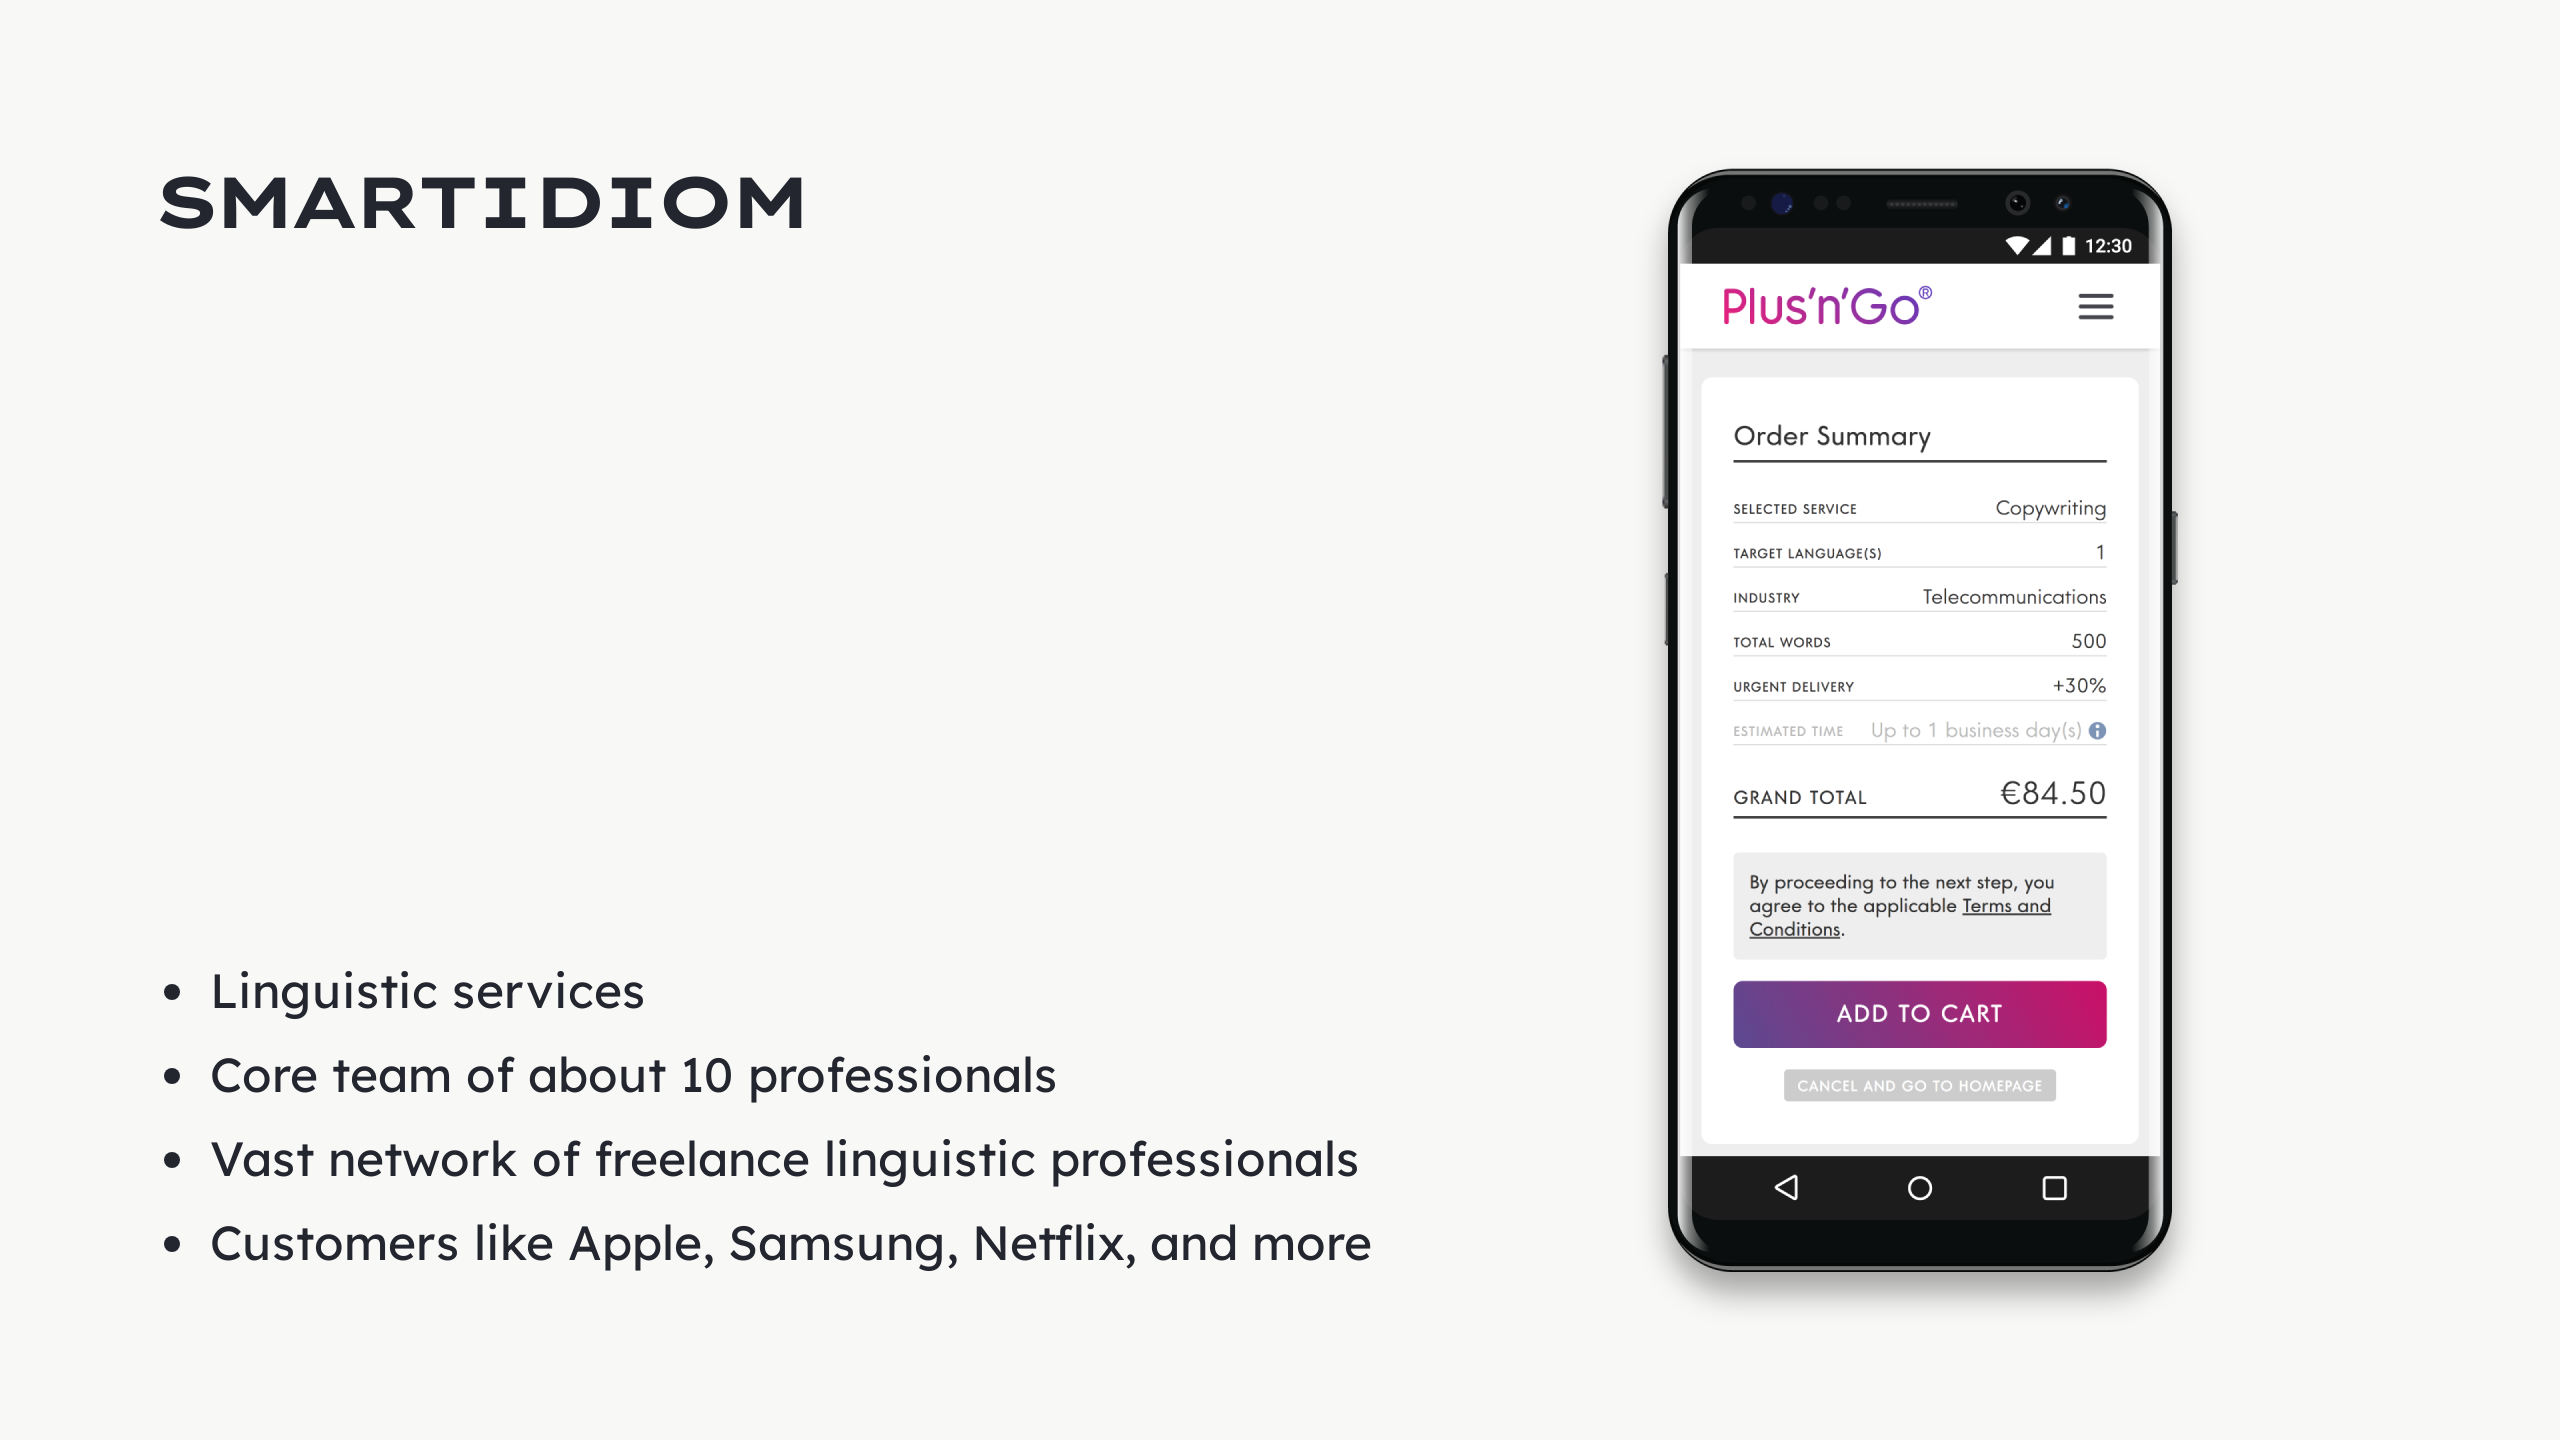 SMARTIDIOM
• Linguistic services
• Core team of about 10 professionals
• Vast network of freelance linguistic professionals
• Customers like Apple, Samsung, Netflix, and more
12:30
Plus'n'Go®
Order Summary
SELECTED SERVICE Copywriting
TARGET LANGUAGE(S) 1
INDUSTRY Telecommunications
TOTAL WORDS 500
URGENT DELIVERY +30%
ESTIMATED TIME Up to 1 business day(s)
GRAND TOTAL €84.50
By proceeding to the next step, you
agree to the applicable Terms and
Conditions.
ADD TO CART
CANCEL AND GO TO HOMEPAGE